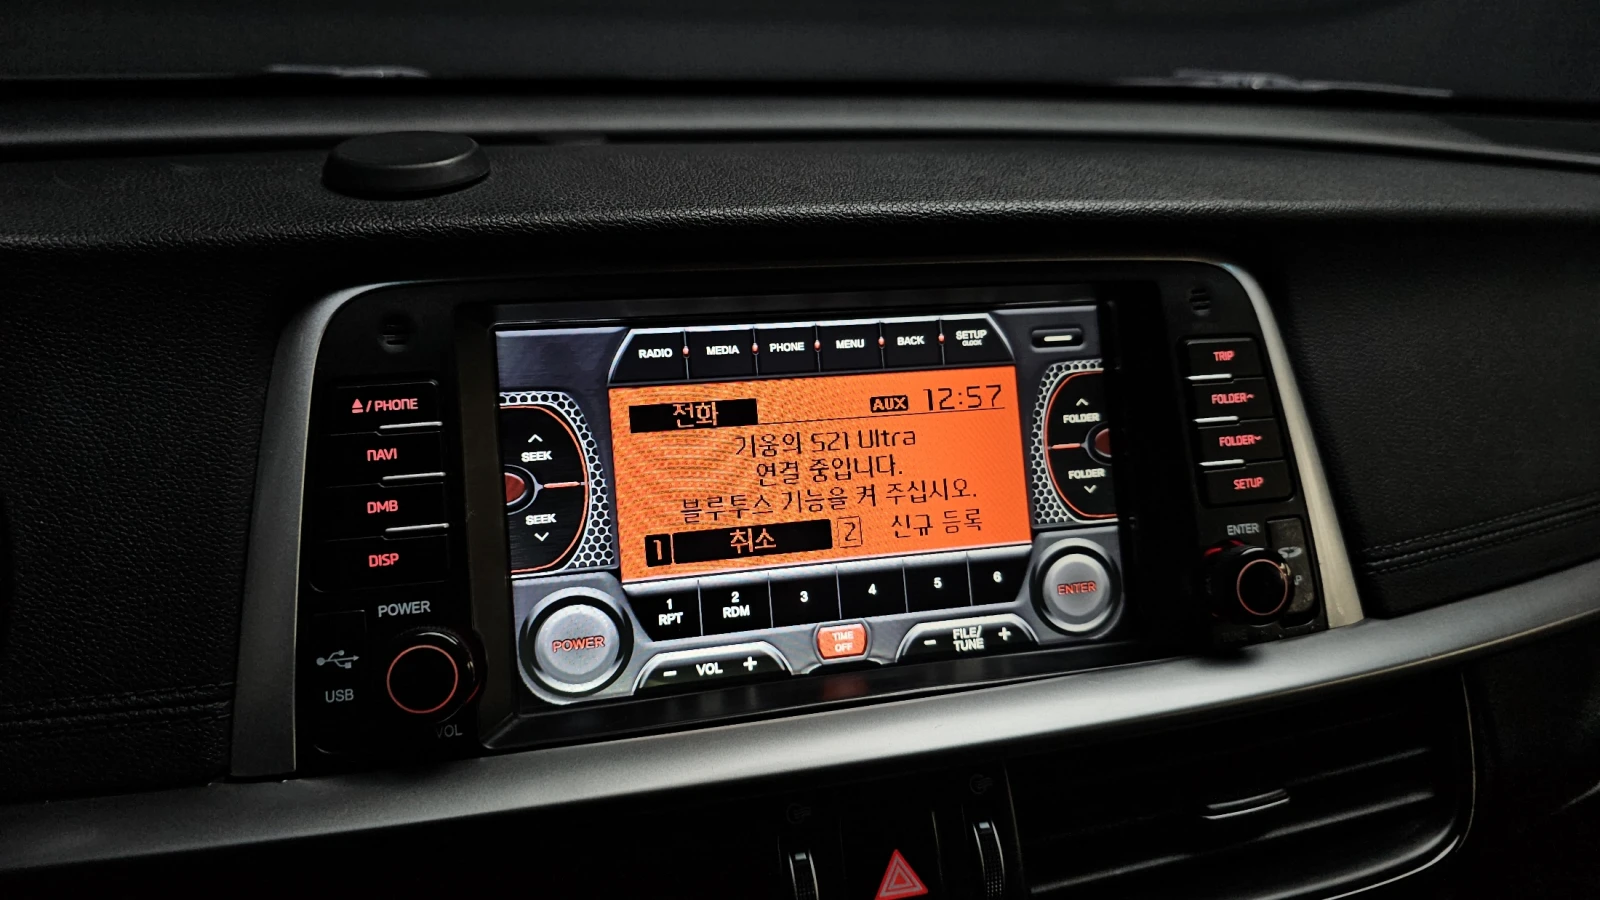 RADIO MEDIA PHONE MENU BACK SETUP
CLOCK
전화 AUX 12:57
기웅의 S21 Ultra
연결 중입니다.
블루투스 기능을 켜 주십시오.
1 취소 2 신규 등록
SEEK
SEEK
FOLDER
FOLDER
1 RPT
2 RDM
3
4
5
6
POWER
ENTER
- VOL +
TIME OFF
- FILE/TUNE +
/ PHONE
NAVI
DMB
DISP
POWER
USB
VOL
TRIP
FOLDER
FOLDER
SETUP
ENTER